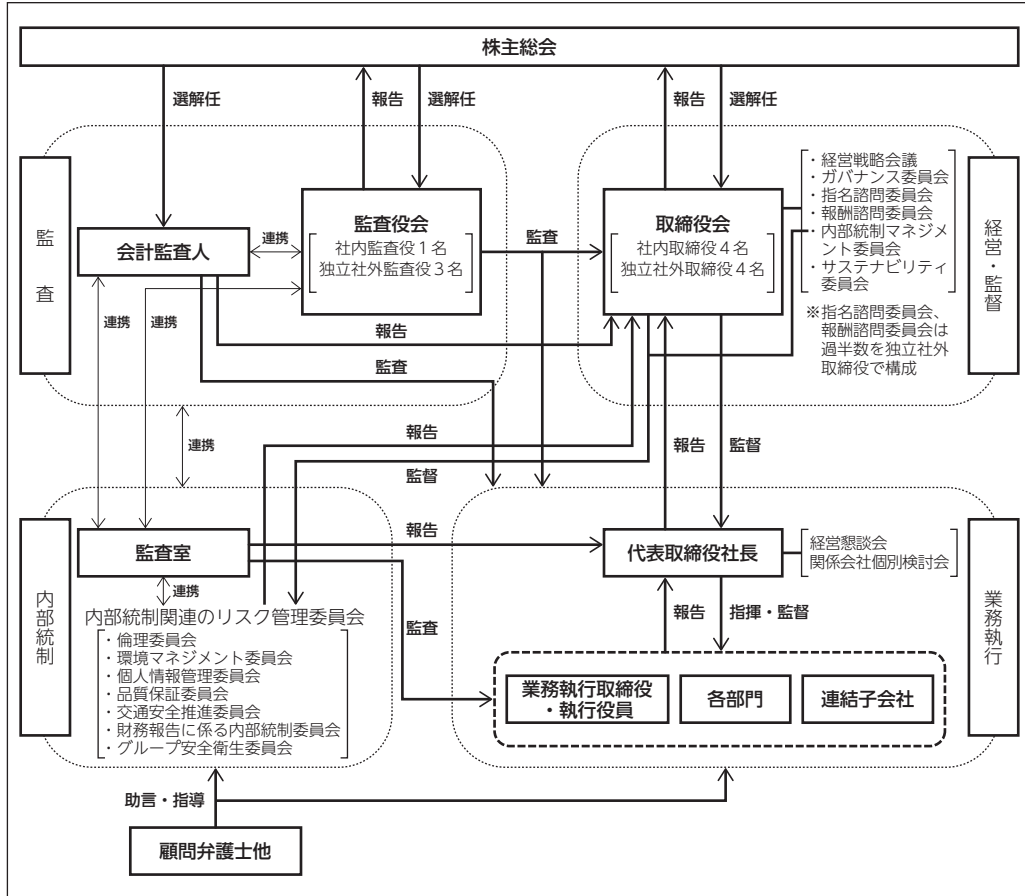 株主総会
選解任
報告
選解任
報告
選解任
監査
会計監査人
連携
監査役会
社内監査役1名
独立社外監査役3名
監査
取締役会
社内取締役4名
独立社外取締役4名
・経営戦略会議
・ガバナンス委員会
・指名諮問委員会
・報酬諮問委員会
・内部統制マネジメ
ント委員会
・サステナビリティ
委員会
※指名諮問委員会、
報酬諮問委員会は
過半数を独立社外
取締役で構成
経営・監督
連携
連携
報告
監査
連携
報告
監督
報告
監督
内部統制
監査室
報告
連携
内部統制関連のリスク管理委員会
・倫理委員会
・環境マネジメント委員会
・個人情報管理委員会
・品質保証委員会
・交通安全推進委員会
・財務報告に係る内部統制委員会
・グループ安全衛生委員会
監査
代表取締役社長
経営懇談会
関係会社個別検討会
報告
指揮・監督
業務執行取締役
・執行役員
各部門
連結子会社
業務執行
助言・指導
顧問弁護士他